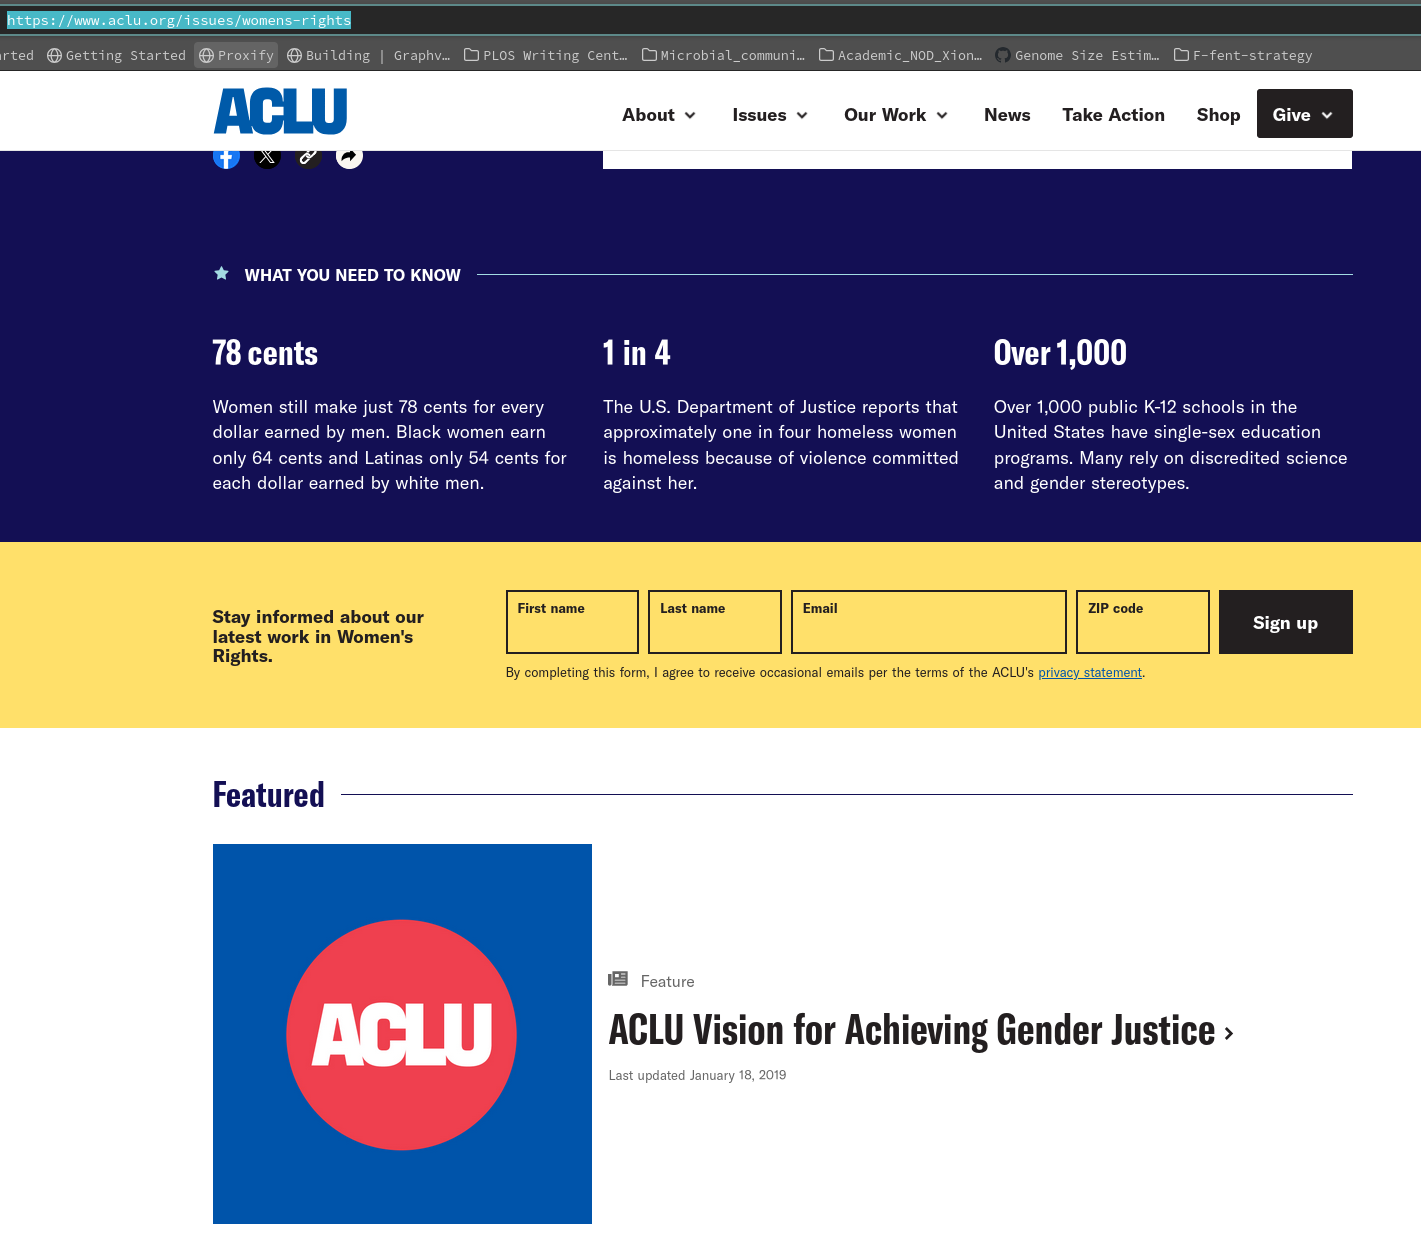 https://www.aclu.org/issues/womens-rights
rted Getting Started Proxify Building | Graphv… PLOS Writing Cent… Microbial_communi… Academic_NOD_Xion… Genome Size Estim… F-fent-strategy
ACLU About Issues Our Work News Take Action Shop Give
WHAT YOU NEED TO KNOW
78 cents
Women still make just 78 cents for every
dollar earned by men. Black women earn
only 64 cents and Latinas only 54 cents for
each dollar earned by white men.
1 in 4
The U.S. Department of Justice reports that
approximately one in four homeless women
is homeless because of violence committed
against her.
Over 1,000
Over 1,000 public K-12 schools in the
United States have single-sex education
programs. Many rely on discredited science
and gender stereotypes.
Stay informed about our
latest work in Women's
Rights.
First name Last name Email ZIP code Sign up
By completing this form, I agree to receive occasional emails per the terms of the ACLU's privacy statement.
Featured
ACLU
Feature
ACLU Vision for Achieving Gender Justice
Last updated January 18, 2019